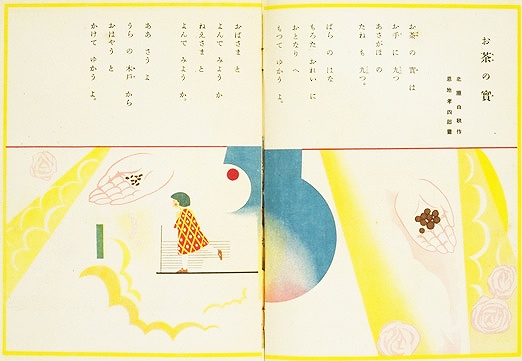 お茶の實
北原白秋作
恩地孝四郎畫
お茶の實は
お手に九つ
あさがほの
たねも九つ。
ばらのはな
もろたおれいに
おとなりへ
もつてゆかうよ。
おばさまと
よんでみようか
ねえさまと
よんでみようか。
ああさうよ
うらの木戸から
おはやうと
かけてゆかうよ。